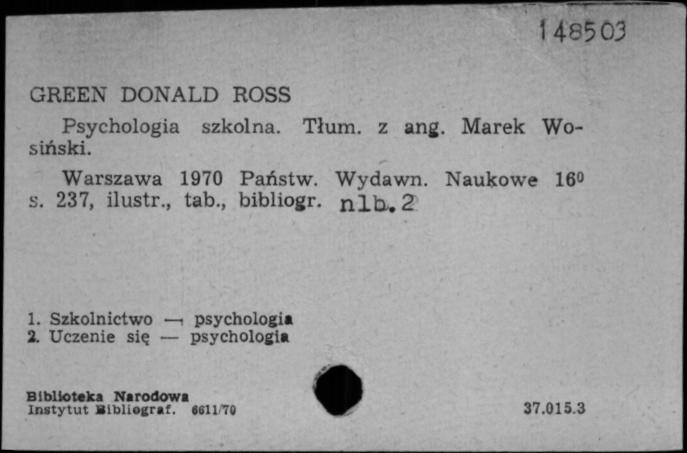 148503
GREEN DONALD ROSS
Psychologia szkolna. Tłum. z ang. Marek Wo-
siński.
Warszawa 1970 Państw. Wydawn. Naukowe 16⁰
s. 237, ilustr., tab., bibliogr. nlb. 2
1. Szkolnictwo — psychologia
2. Uczenie się — psychologia
Biblioteka Narodowa
Instytut Bibliograf. 6611/70
37.015.3